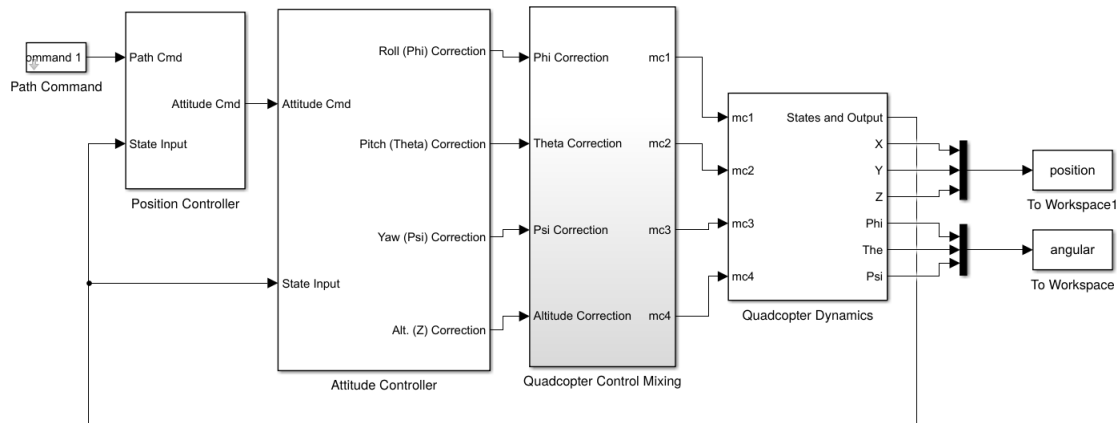 ommand 1
Path Command
Path Cmd
Attitude Cmd
State Input
Position Controller
Roll (Phi) Correction
Attitude Cmd
Pitch (Theta) Correction
Yaw (Psi) Correction
State Input
Alt. (Z) Correction
Attitude Controller
Phi Correction
mc1
Theta Correction
mc2
Psi Correction
mc3
Altitude Correction
mc4
Quadcopter Control Mixing
mc1
States and Output
X
mc2
Y
Z
mc3
Phi
The
mc4
Psi
Quadcopter Dynamics
position
To Workspace1
angular
To Workspace